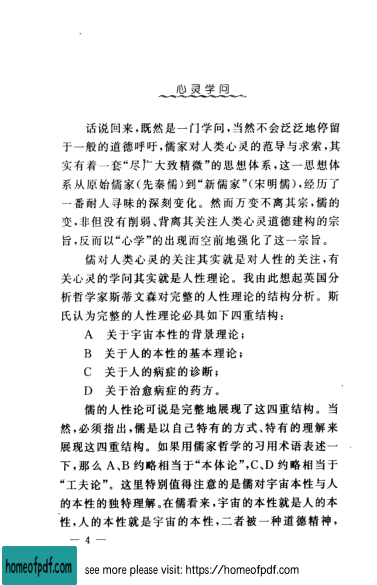 心灵学问
话说回来,既然是一门学问,当然不会泛泛地停留
于一般的道德呼吁,儒家对人类心灵的范导与求索,其
实有着一套“尽广大致精微”的思想体系,这一思想体
系从原始儒家(先秦儒)到“新儒家”(宋明儒),经历了
一番耐人寻味的深刻变化。然而万变不离其宗,儒的
变,非但没有削弱、背离其关注人类心灵道德建构的宗
旨,反而以“心学”的出现而空前地强化了这一宗旨。
儒对人类心灵的关注其实就是对人性的关注,有
关心灵的学问其实就是人性理论。我由此想起英国分
析哲学家斯蒂文森对完整的人性理论的结构分析。斯
氏认为完整的人性理论必具如下四重结构:
A 关于宇宙本性的背景理论;
B 关于人的本性的基本理论;
C 关于人的病症的诊断;
D 关于治愈病症的药方。
儒的人性论可说是完整地展现了这四重结构。当
然,必须指出,儒是以自己特有的方式、特有的理解来
展现这四重结构。如果用儒家哲学的习用术语表述一
下,那么A、B约略相当于“本体论”,C、D约略相当于
“工夫论”。这里特别值得注意的是儒对宇宙本性与人
的本性的独特理解。在儒看来,宇宙的本性就是人的本
性,人的本性就是宇宙的本性,二者被一种道德精神,
— 4 —
homeofpdf.com
see more please visit: https://homeofpdf.com